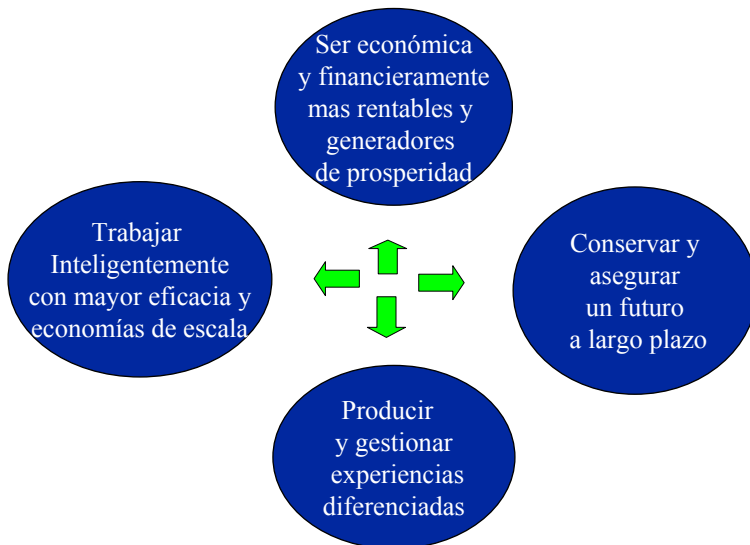 Ser económica
y financieramente
mas rentables y
generadores
de prosperidad
Trabajar
Inteligentemente
con mayor eficacia y
economías de escala
Conservar y
asegurar
un futuro
a largo plazo
Producir
y gestionar
experiencias
diferenciadas